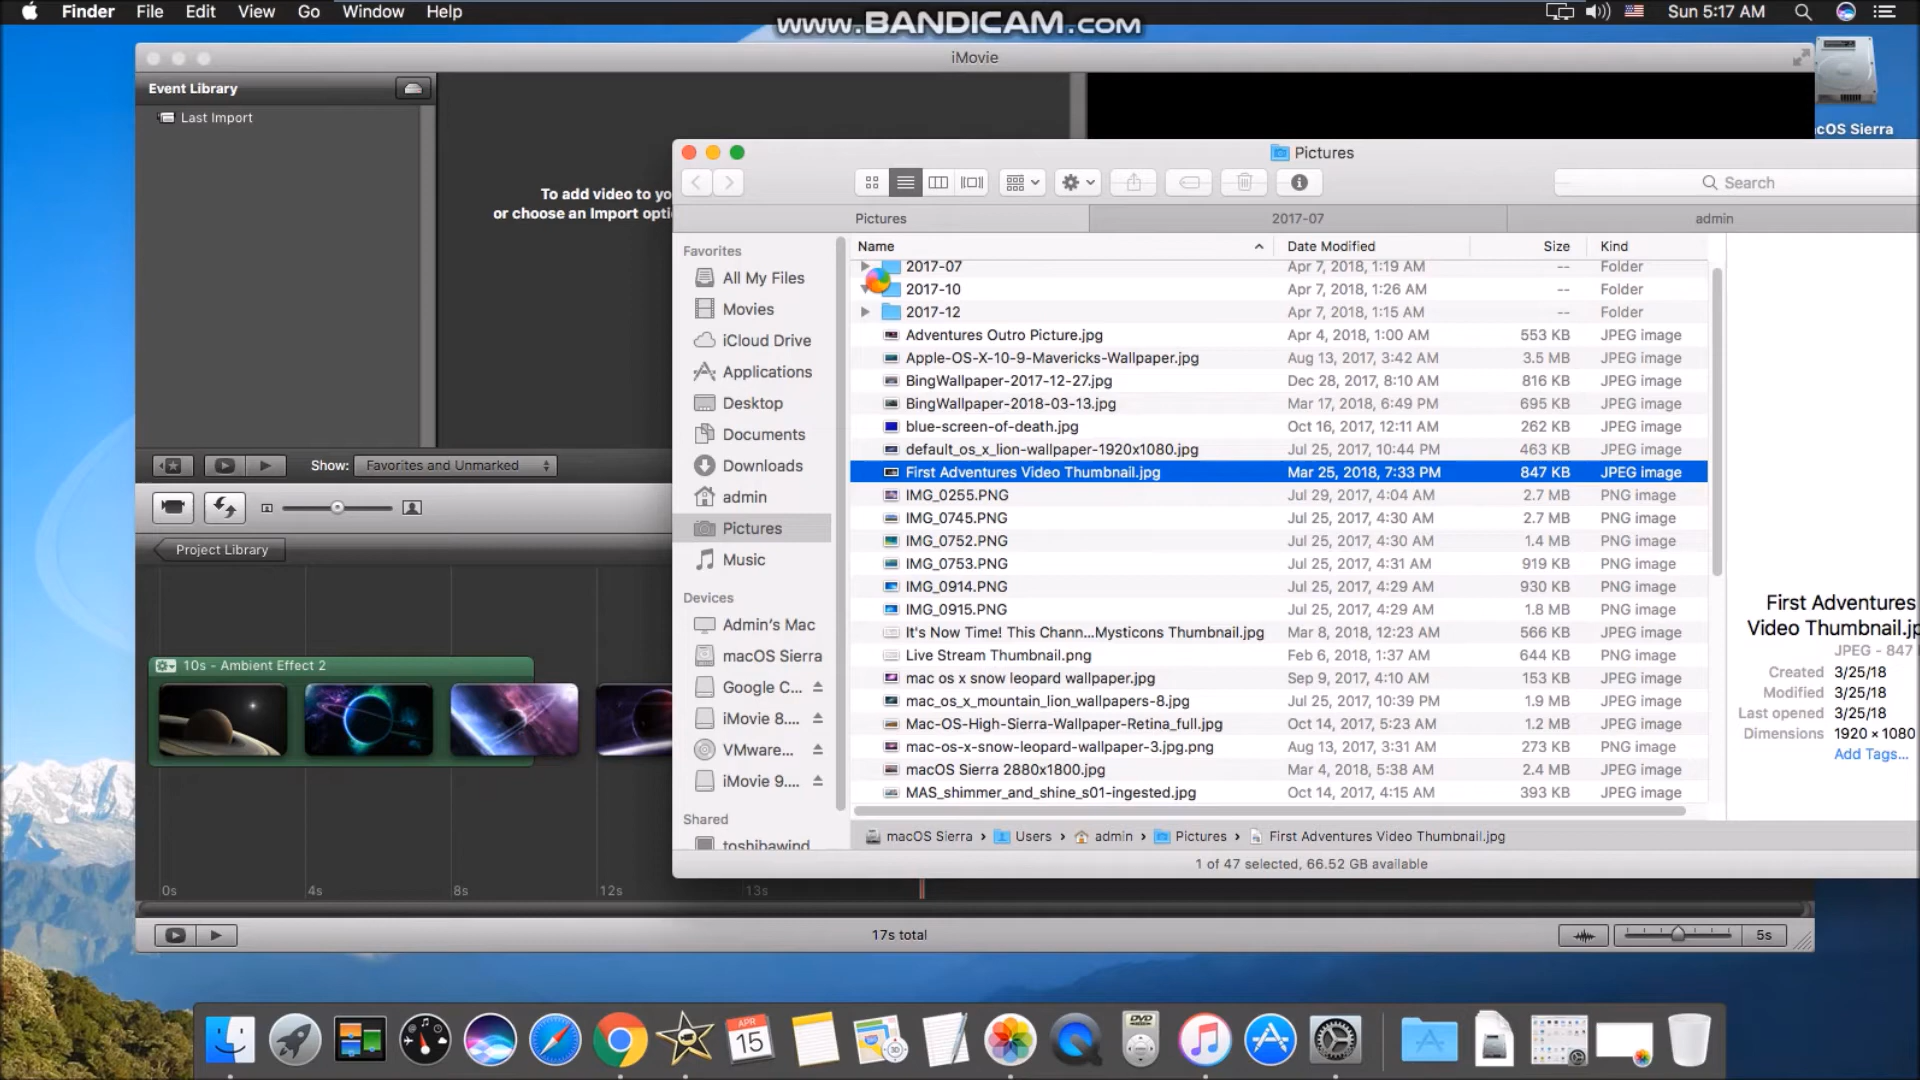 Finder File Edit View Go Window Help
www.BANDICAM.com
Sun 5:17 AM
iMovie
Event Library
Last Import
To add video to yo
or choose an Import opti
cOS Sierra
Pictures
Search
Pictures 2017-07 admin
Favorites
All My Files
Movies
iCloud Drive
Applications
Desktop
Documents
Downloads
admin
Pictures
Music
Devices
Admin's Mac
macOS Sierra
Google C...
iMovie 8....
VMware...
iMovie 9....
Shared
toshibawind
Name Date Modified Size Kind
2017-07 Apr 7, 2018, 1:19 AM -- Folder
2017-10 Apr 7, 2018, 1:26 AM -- Folder
2017-12 Apr 7, 2018, 1:15 AM -- Folder
Adventures Outro Picture.jpg Apr 4, 2018, 1:00 AM 553 KB JPEG image
Apple-OS-X-10-9-Mavericks-Wallpaper.jpg Aug 13, 2017, 3:42 AM 3.5 MB JPEG image
BingWallpaper-2017-12-27.jpg Dec 28, 2017, 8:10 AM 816 KB JPEG image
BingWallpaper-2018-03-13.jpg Mar 17, 2018, 6:49 PM 695 KB JPEG image
blue-screen-of-death.jpg Oct 16, 2017, 12:11 AM 262 KB JPEG image
default_os_x_lion-wallpaper-1920x1080.jpg Jul 25, 2017, 10:44 PM 463 KB JPEG image
First Adventures Video Thumbnail.jpg Mar 25, 2018, 7:33 PM 847 KB JPEG image
IMG_0255.PNG Jul 29, 2017, 4:04 AM 2.7 MB PNG image
IMG_0745.PNG Jul 25, 2017, 4:30 AM 2.7 MB PNG image
IMG_0752.PNG Jul 25, 2017, 4:30 AM 1.4 MB PNG image
IMG_0753.PNG Jul 25, 2017, 4:31 AM 919 KB PNG image
IMG_0914.PNG Jul 25, 2017, 4:29 AM 930 KB PNG image
IMG_0915.PNG Jul 25, 2017, 4:29 AM 1.8 MB PNG image
It's Now Time! This Chann...Mysticons Thumbnail.jpg Mar 8, 2018, 12:23 AM 566 KB JPEG image
Live Stream Thumbnail.png Feb 6, 2018, 1:37 AM 644 KB PNG image
mac os x snow leopard wallpaper.jpg Sep 9, 2017, 4:10 AM 153 KB JPEG image
mac_os_x_mountain_lion_wallpapers-8.jpg Jul 25, 2017, 10:39 PM 1.9 MB JPEG image
Mac-OS-High-Sierra-Wallpaper-Retina_full.jpg Oct 14, 2017, 5:23 AM 1.2 MB JPEG image
mac-os-x-snow-leopard-wallpaper-3.jpg.png Aug 13, 2017, 3:31 AM 273 KB JPEG image
macOS Sierra 2880x1800.jpg Mar 4, 2018, 5:38 AM 2.4 MB JPEG image
MAS_shimmer_and_shine_s01-ingested.jpg Oct 14, 2017, 4:15 AM 393 KB JPEG image
First Adventures
Video Thumbnail.jp
JPEG - 847
Created 3/25/18
Modified 3/25/18
Last opened 3/25/18
Dimensions 1920 × 1080
Add Tags...
macOS Sierra › Users › admin › Pictures › First Adventures Video Thumbnail.jpg
1 of 47 selected, 66.52 GB available
Show: Favorites and Unmarked
Project Library
10s - Ambient Effect 2
0s 4s 8s 12s 13s
17s total
5s
APR
15
3D
DVD